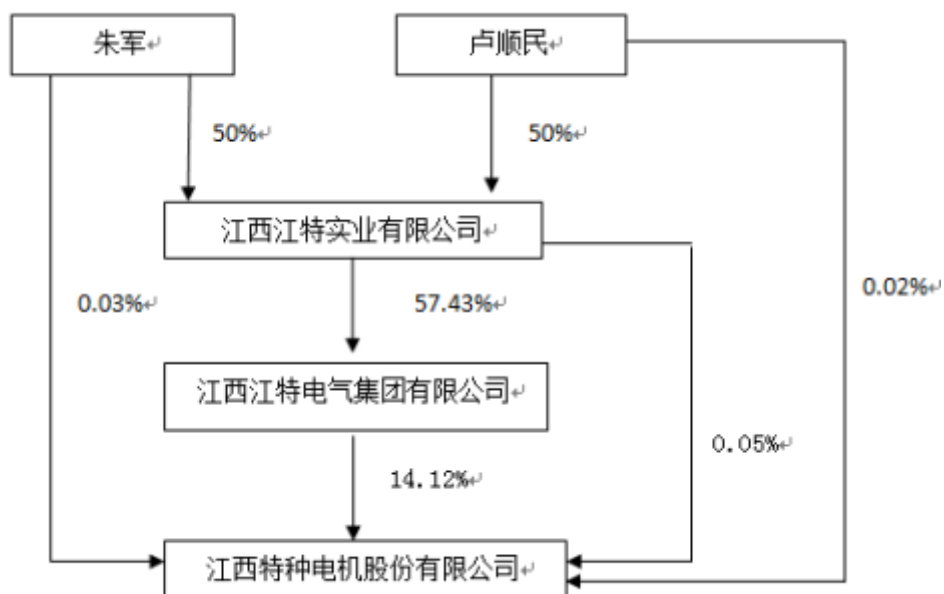 朱军↵
卢顺民↵
50%↵
50%↵
江西江特实业有限公司↵
0.03%↵
57.43%↵
0.02%↵
江西江特电气集团有限公司↵
0.05%↵
14.12%↵
江西特种电机股份有限公司↵